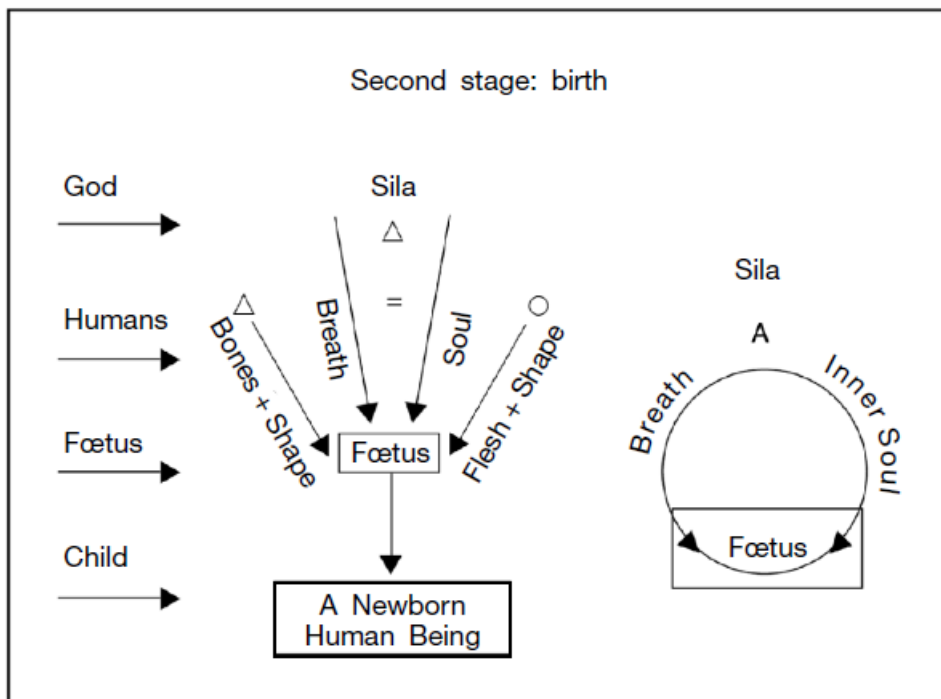 Second stage: birth
God
Sila
Humans
Bones + Shape
Breath
=
Soul
Flesh + Shape
Fœtus
Fœtus
Child
A Newborn
Human Being
Sila
A
Breath
Inner Soul
Fœtus